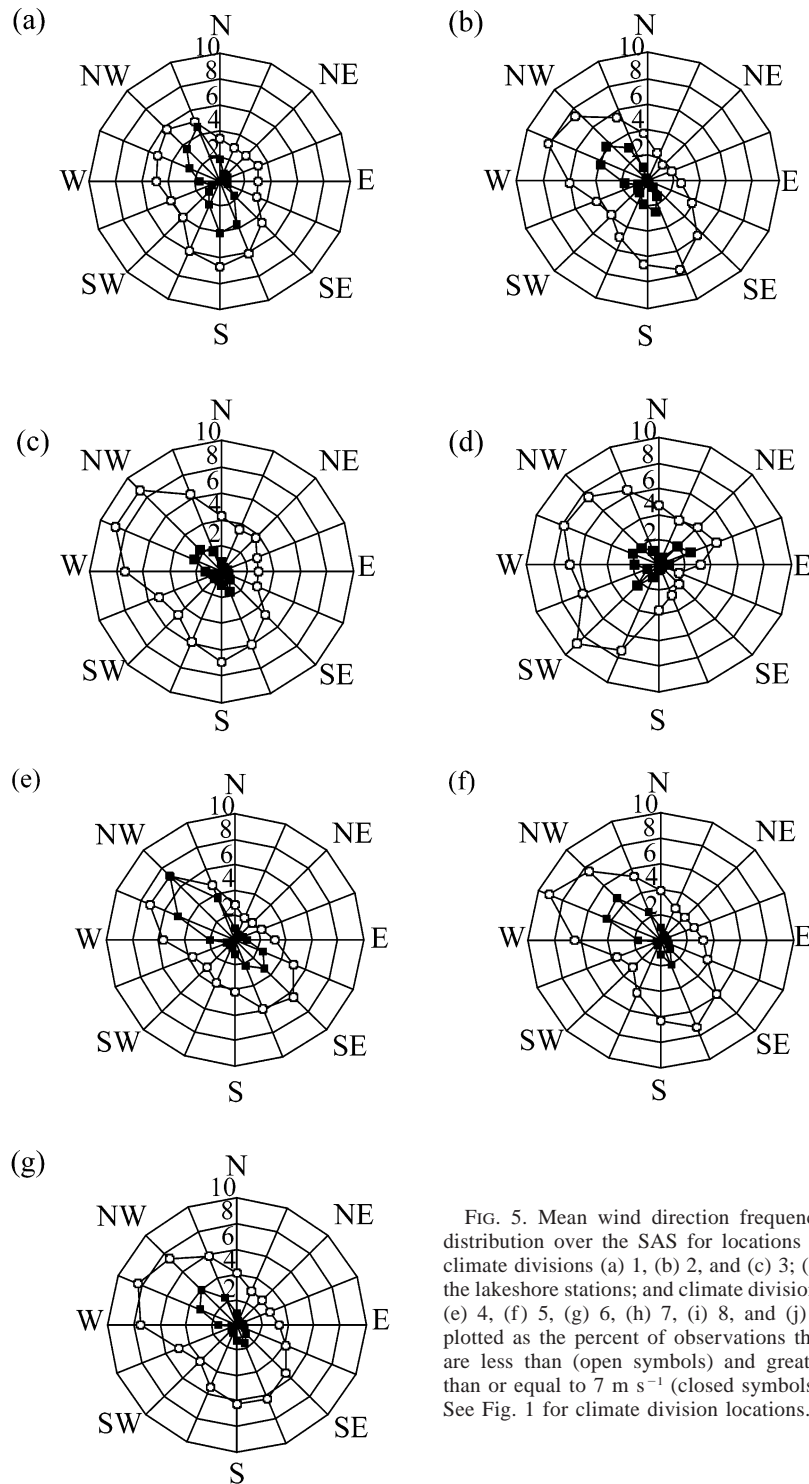 (a)
N
10
8
6
4
2
NW
NE
W
E
SW
SE
S
(b)
N
10
8
6
4
2
NW
NE
W
E
SW
SE
S
(c)
N
10
8
6
4
2
NW
NE
W
E
SW
SE
S
(d)
N
10
8
6
4
2
NW
NE
W
E
SW
SE
S
(e)
N
10
8
6
4
2
NW
NE
W
E
SW
SE
S
(f)
N
10
8
6
4
2
NW
NE
W
E
SW
SE
S
(g)
N
10
8
6
4
2
NW
NE
W
E
SW
SE
S
FIG. 5. Mean wind direction frequen
distribution over the SAS for locations
climate divisions (a) 1, (b) 2, and (c) 3; (
the lakeshore stations; and climate divisio
(e) 4, (f) 5, (g) 6, (h) 7, (i) 8, and (j)
plotted as the percent of observations th
are less than (open symbols) and great
than or equal to 7 m s⁻¹ (closed symbols
See Fig. 1 for climate division locations.